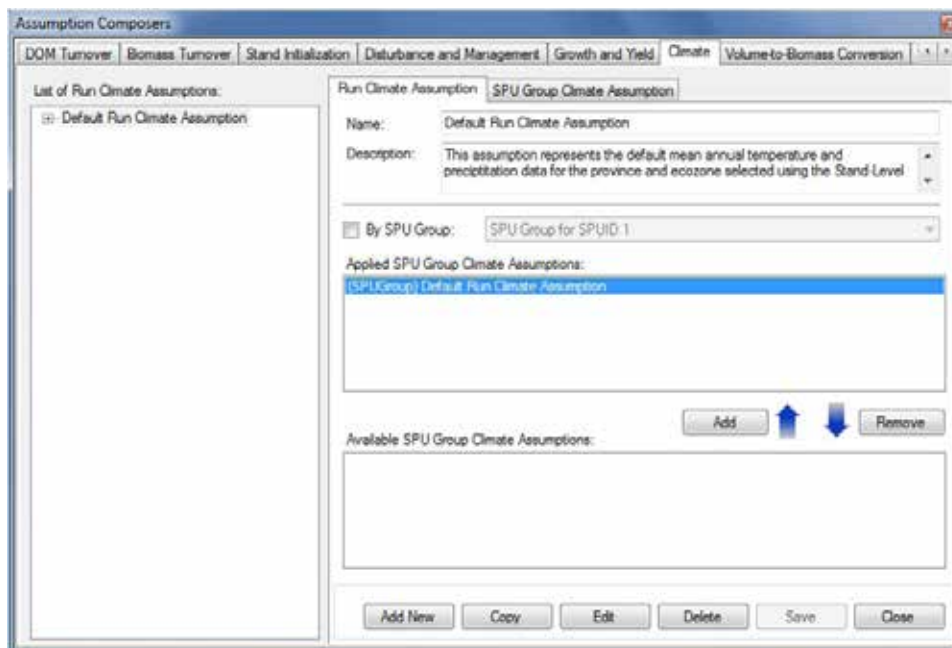 Assumption Composers
DOM Turnover Biomass Turnover Stand Initialization Disturbance and Management Growth and Yield Climate Volume-to-Biomass Conversion
List of Run Climate Assumptions:
Default Run Climate Assumption
Run Climate Assumption SPU Group Climate Assumption
Name: Default Run Climate Assumption
Description: This assumption represents the default mean annual temperature and
preciptitation data for the province and ecozone selected using the Stand-Level
By SPU Group: SPU Group for SPUID 1
Applied SPU Group Climate Assumptions:
(SPUGroup) Default Run Climate Assumption
Add Remove
Available SPU Group Climate Assumptions:
Add New Copy Edit Delete Save Close